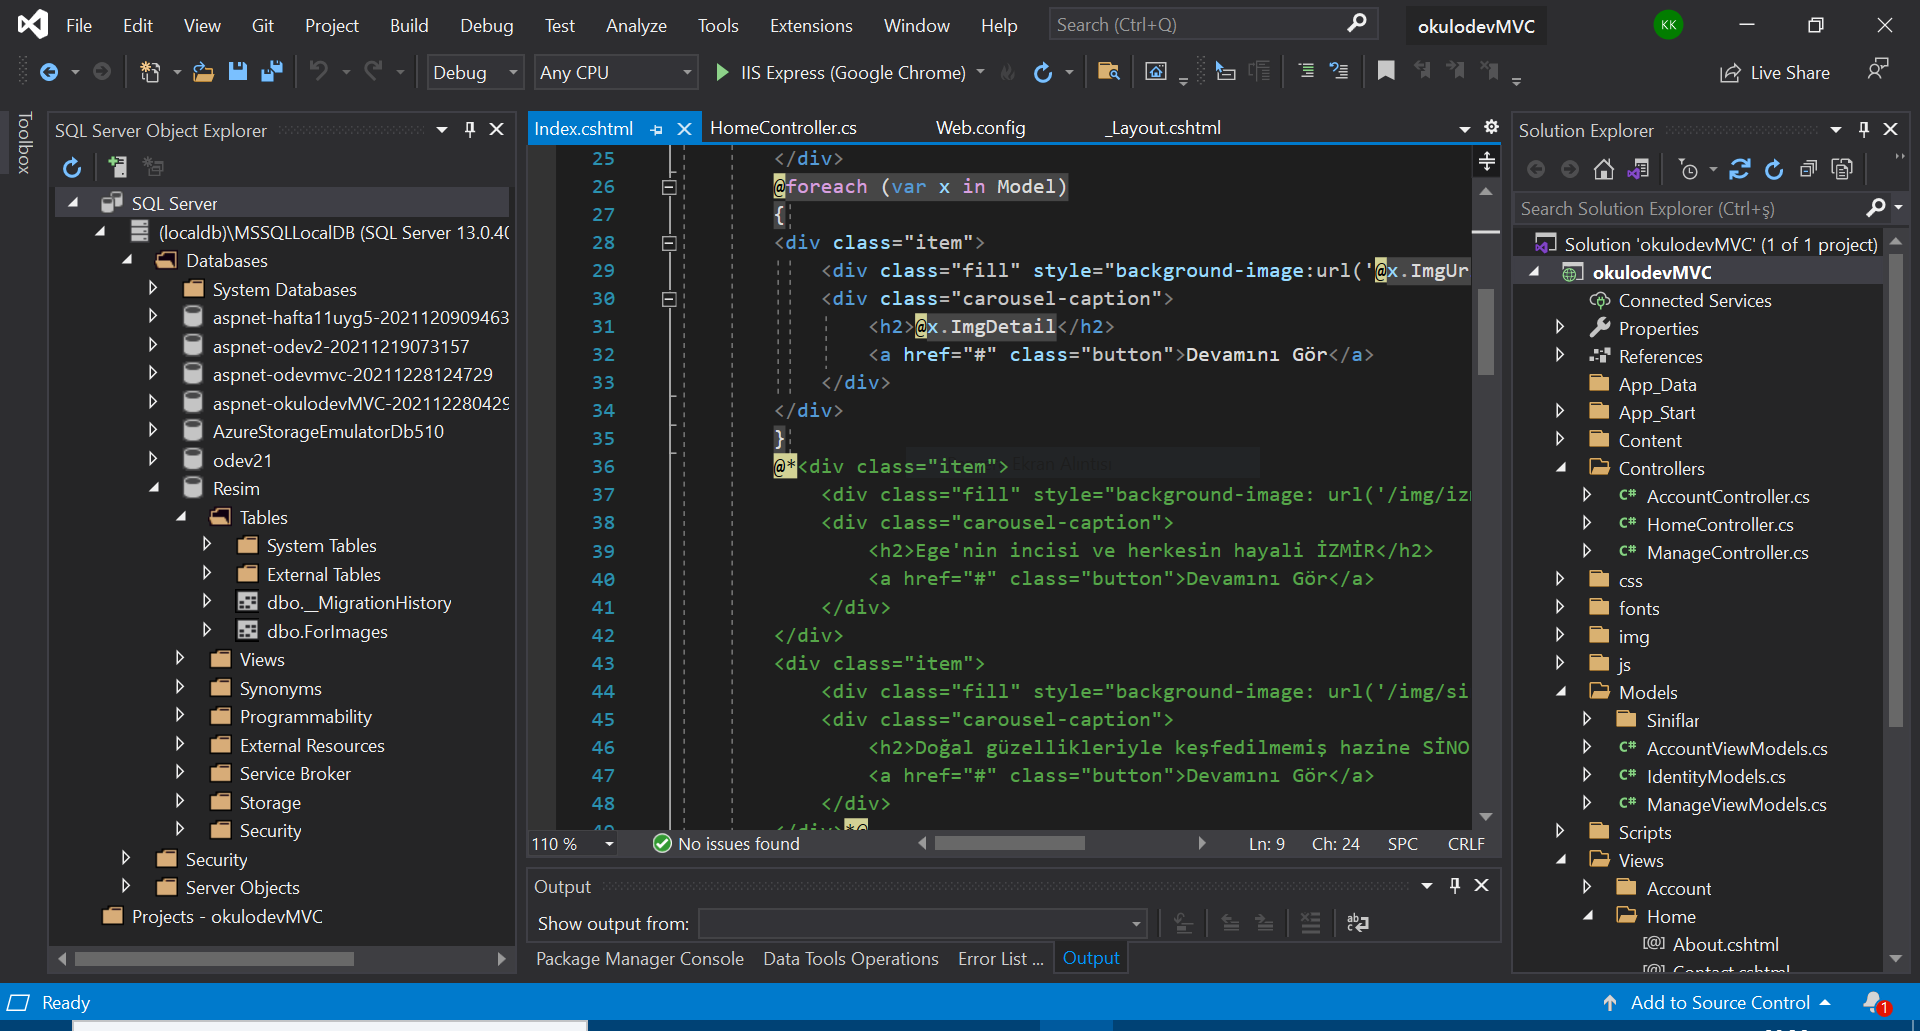 File Edit View Git Project Build Debug Test Analyze Tools Extensions Window Help Search (Ctrl+Q) okulodevMVC KK
Debug Any CPU IIS Express (Google Chrome) Live Share
Toolbox
SQL Server Object Explorer
SQL Server
(localdb)\MSSQLLocalDB (SQL Server 13.0.40
Databases
System Databases
aspnet-hafta11uyg5-2021120909463
aspnet-odev2-20211219073157
aspnet-odevmvc-20211228124729
aspnet-okulodevMVC-202112280429
AzureStorageEmulatorDb510
odev21
Resim
Tables
System Tables
External Tables
dbo.__MigrationHistory
dbo.ForImages
Views
Synonyms
Programmability
External Resources
Service Broker
Storage
Security
Security
Server Objects
Projects - okulodevMVC
Index.cshtml HomeController.cs Web.config _Layout.cshtml
25 </div>
26 @foreach (var x in Model)
27 {
28 <div class="item">
29 <div class="fill" style="background-image:url('@x.ImgUr
30 <div class="carousel-caption">
31 <h2>@x.ImgDetail</h2>
32 <a href="#" class="button">Devamını Gör</a>
33 </div>
34 </div>
35 }
36 @*<div class="item">
Ekran Alıntısı
37 <div class="fill" style="background-image: url('/img/izm
38 <div class="carousel-caption">
39 <h2>Ege'nin incisi ve herkesin hayali İZMİR</h2>
40 <a href="#" class="button">Devamını Gör</a>
41 </div>
42 </div>
43 <div class="item">
44 <div class="fill" style="background-image: url('/img/si
45 <div class="carousel-caption">
46 <h2>Doğal güzellikleriyle keşfedilmemiş hazine SİNO
47 <a href="#" class="button">Devamını Gör</a>
48 </div>
49 </div>*@
110 % No issues found Ln: 9 Ch: 24 SPC CRLF
Output
Show output from:
Package Manager Console Data Tools Operations Error List ... Output
Solution Explorer
Search Solution Explorer (Ctrl+ş)
Solution 'okulodevMVC' (1 of 1 project)
okulodevMVC
Connected Services
Properties
References
App_Data
App_Start
Content
Controllers
C# AccountController.cs
C# HomeController.cs
C# ManageController.cs
css
fonts
img
js
Models
Siniflar
C# AccountViewModels.cs
C# IdentityModels.cs
C# ManageViewModels.cs
Scripts
Views
Account
Home
[@] About.cshtml
[@] Contact.cshtml
Ready Add to Source Control 1